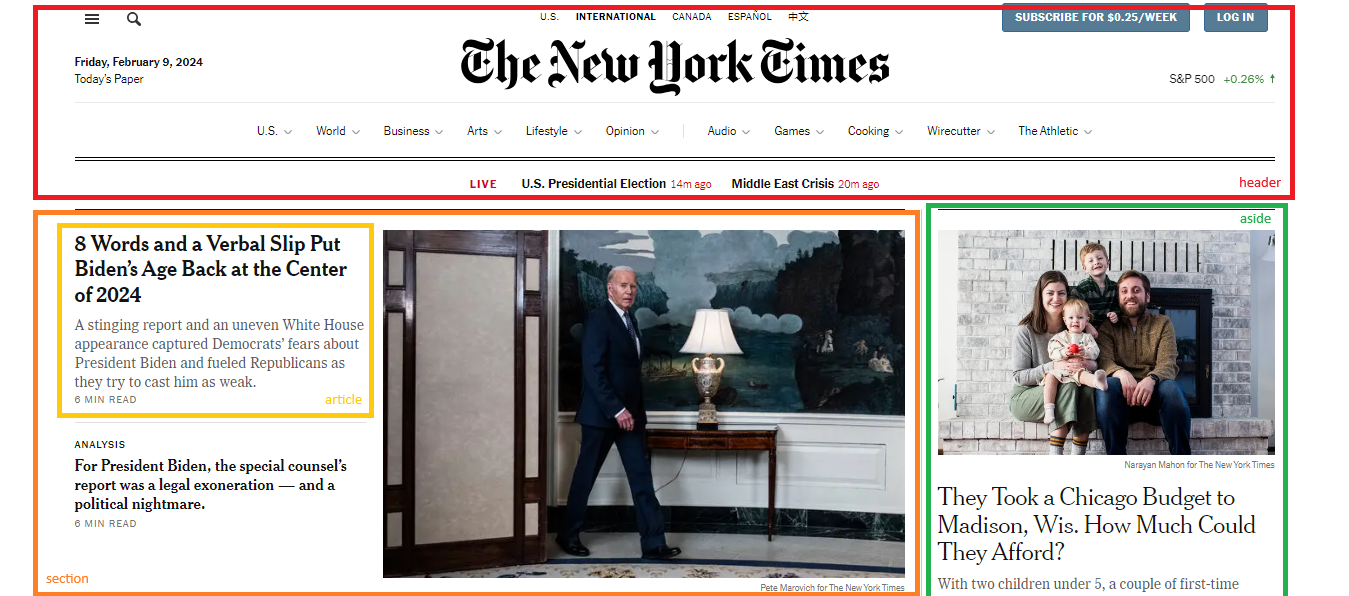 U.S. INTERNATIONAL CANADA ESPAÑOL 中文
SUBSCRIBE FOR $0.25/WEEK LOG IN
Friday, February 9, 2024
Today's Paper
The New York Times
S&P 500 +0.26% ↑
U.S. World Business Arts Lifestyle Opinion Audio Games Cooking Wirecutter The Athletic
LIVE U.S. Presidential Election 14m ago Middle East Crisis 20m ago
header
8 Words and a Verbal Slip Put
Biden's Age Back at the Center
of 2024
A stinging report and an uneven White House
appearance captured Democrats' fears about
President Biden and fueled Republicans as
they try to cast him as weak.
6 MIN READ
article
ANALYSIS
For President Biden, the special counsel's
report was a legal exoneration — and a
political nightmare.
6 MIN READ
section
Pete Marovich for The New York Times
aside
Narayan Mahon for The New York Times
They Took a Chicago Budget to
Madison, Wis. How Much Could
They Afford?
With two children under 5, a couple of first-time